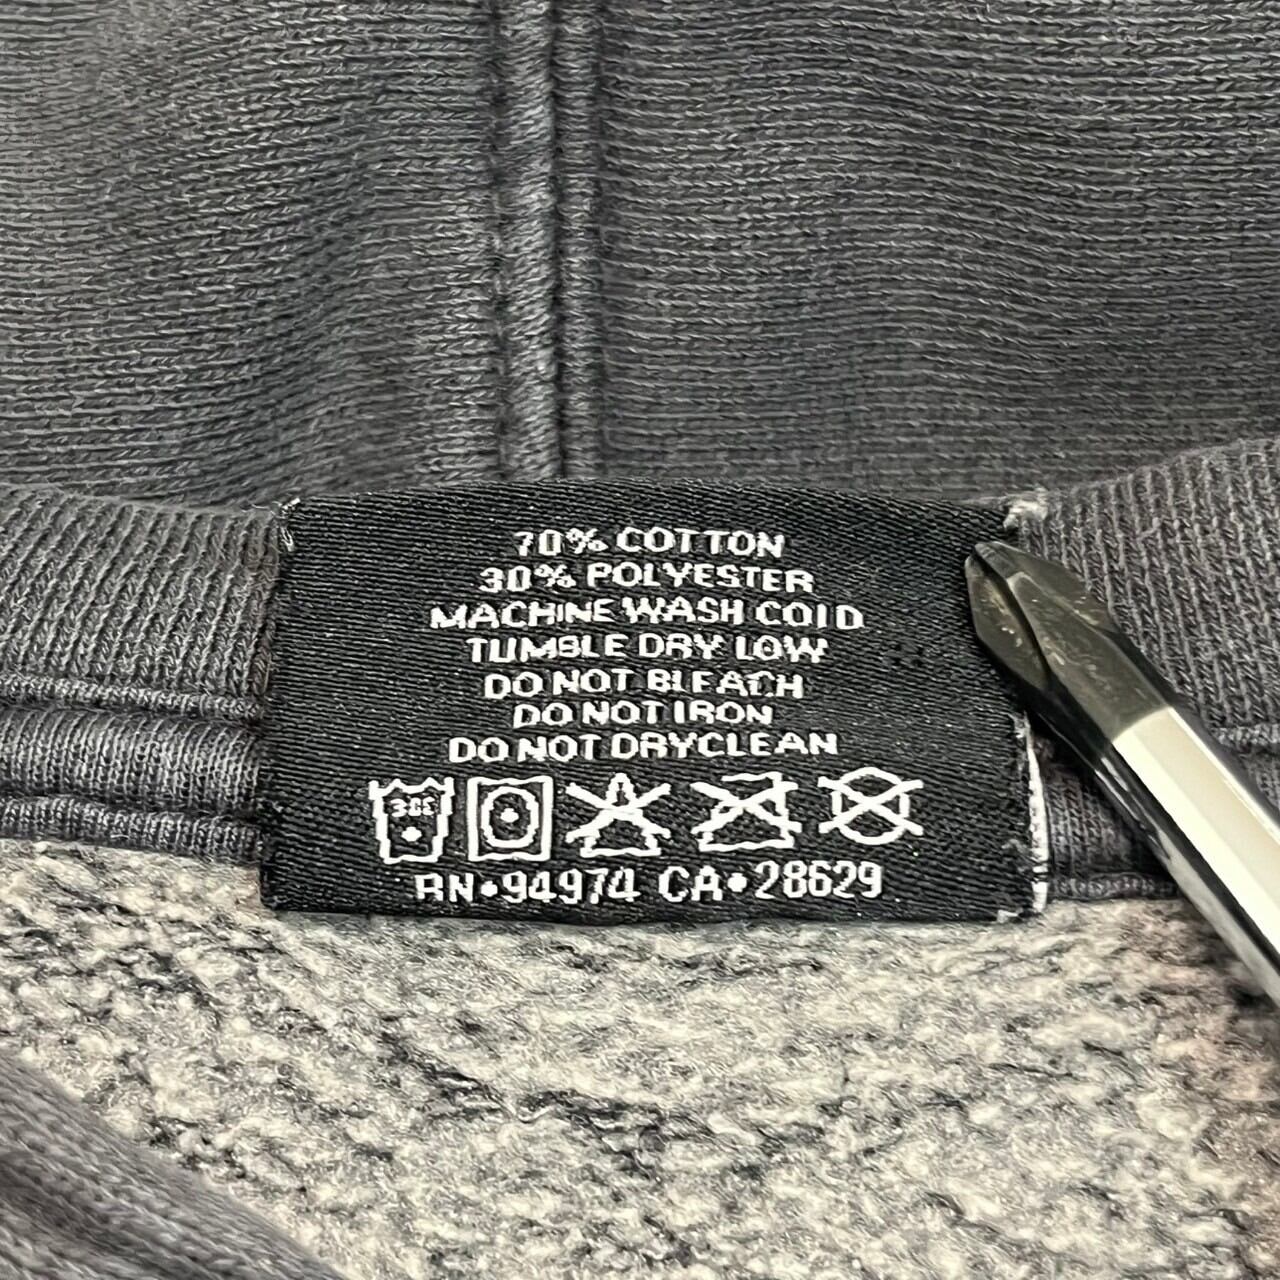 70% COTTON
30% POLYESTER
MACHINE WASH COLD
TUMBLE DRY LOW
DO NOT BLEACH
DO NOT IRON
DO NOT DRYCLEAN
RN•94974 CA•28629